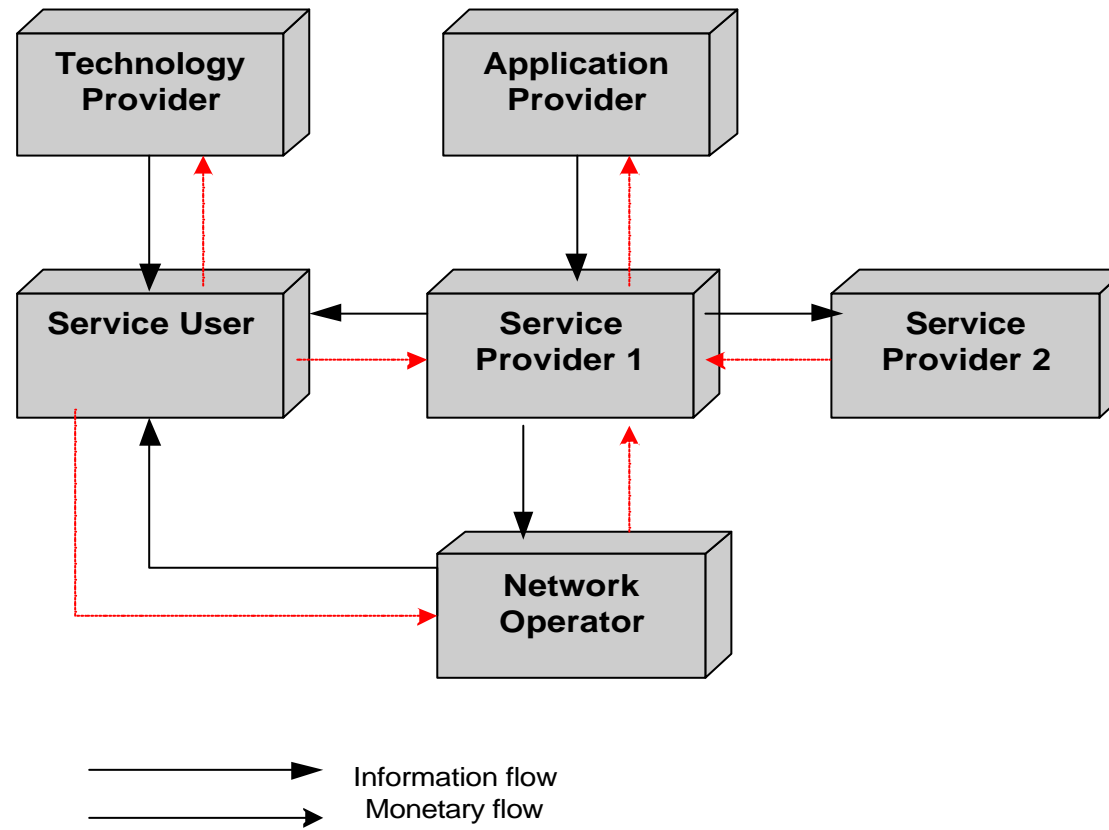 Technology
Provider
Application
Provider
Service User
Service
Provider 1
Service
Provider 2
Network
Operator
Information flow
Monetary flow